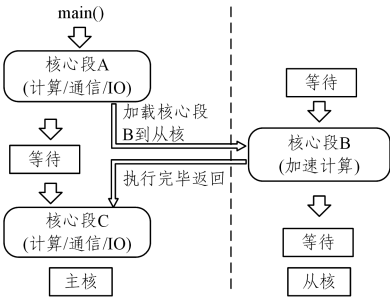 main()
核心段A
(计算/通信/IO)
加载核心段
B到从核
等待
等待
核心段B
(加速计算)
执行完毕返回
核心段C
(计算/通信/IO)
等待
主核
从核